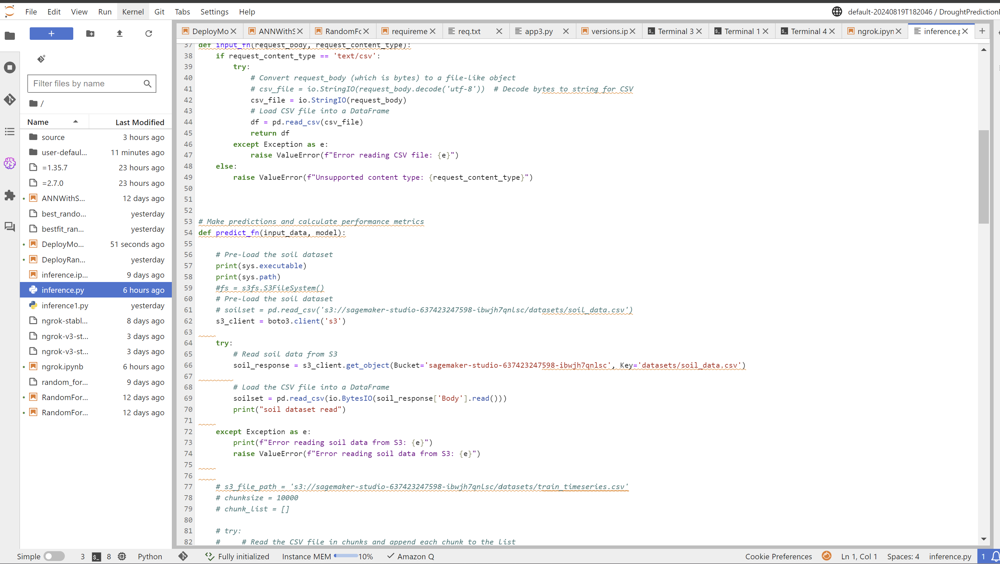 File Edit View Run Kernel Git Tabs Settings Help
default-20240819T182046 / DroughtPrediction
DeployMo ANNWithS RandomFo requireme req.txt app3.py versions.ip Terminal 3 Terminal 1 Terminal 4 ngrok.ipyn inference.p
Filter files by name
/
Name Last Modified
source 3 hours ago
user-defaul... 11 minutes ago
=1.35.7 23 hours ago
=2.7.0 23 hours ago
ANNWithS... 12 days ago
best_rando... yesterday
bestfit_ran... yesterday
DeployMo... 51 seconds ago
DeployRan... yesterday
inference.ip... 9 days ago
inference.py 6 hours ago
inference1.py yesterday
ngrok-stabl... 8 days ago
ngrok-v3-st... 3 days ago
ngrok-v3-st... 3 days ago
ngrok.ipynb 6 hours ago
random_for... 9 days ago
RandomFor... 12 days ago
RandomFor... 12 days ago
37 def input_fn(request_body, request_content_type):
38     if request_content_type == 'text/csv':
39         try:
40             # Convert request_body (which is bytes) to a file-like object
41             # csv_file = io.StringIO(request_body.decode('utf-8'))  # Decode bytes to string for CSV
42             csv_file = io.StringIO(request_body)
43             # Load CSV file into a DataFrame
44             df = pd.read_csv(csv_file)
45             return df
46         except Exception as e:
47             raise ValueError(f"Error reading CSV file: {e}")
48     else:
49         raise ValueError(f"Unsupported content type: {request_content_type}")
50
51
52
53 # Make predictions and calculate performance metrics
54 def predict_fn(input_data, model):
55
56     # Pre-load the soil dataset
57     print(sys.executable)
58     print(sys.path)
59     #fs = s3fs.S3FileSystem()
60     # Pre-load the soil dataset
61     # soilset = pd.read_csv('s3://sagemaker-studio-637423247598-ibwjh7qnlsc/datasets/soil_data.csv')
62     s3_client = boto3.client('s3')
63
64     try:
65         # Read soil data from S3
66         soil_response = s3_client.get_object(Bucket='sagemaker-studio-637423247598-ibwjh7qnlsc', Key='datasets/soil_data.csv')
67
68         # Load the CSV file into a DataFrame
69         soilset = pd.read_csv(io.BytesIO(soil_response['Body'].read()))
70         print("soil dataset read")
71
72     except Exception as e:
73         print(f"Error reading soil data from S3: {e}")
74         raise ValueError(f"Error reading soil data from S3: {e}")
75
76
77     # s3_file_path = 's3://sagemaker-studio-637423247598-ibwjh7qnlsc/datasets/train_timeseries.csv'
78     # chunksize = 10000
79     # chunk_list = []
80
81     # try:
82     #     # Read the CSV file in chunks and append each chunk to the list
Simple 3 $_ 8 Python Fully initialized Instance MEM 10% Amazon Q Cookie Preferences Ln 1, Col 1 Spaces: 4 inference.py 1